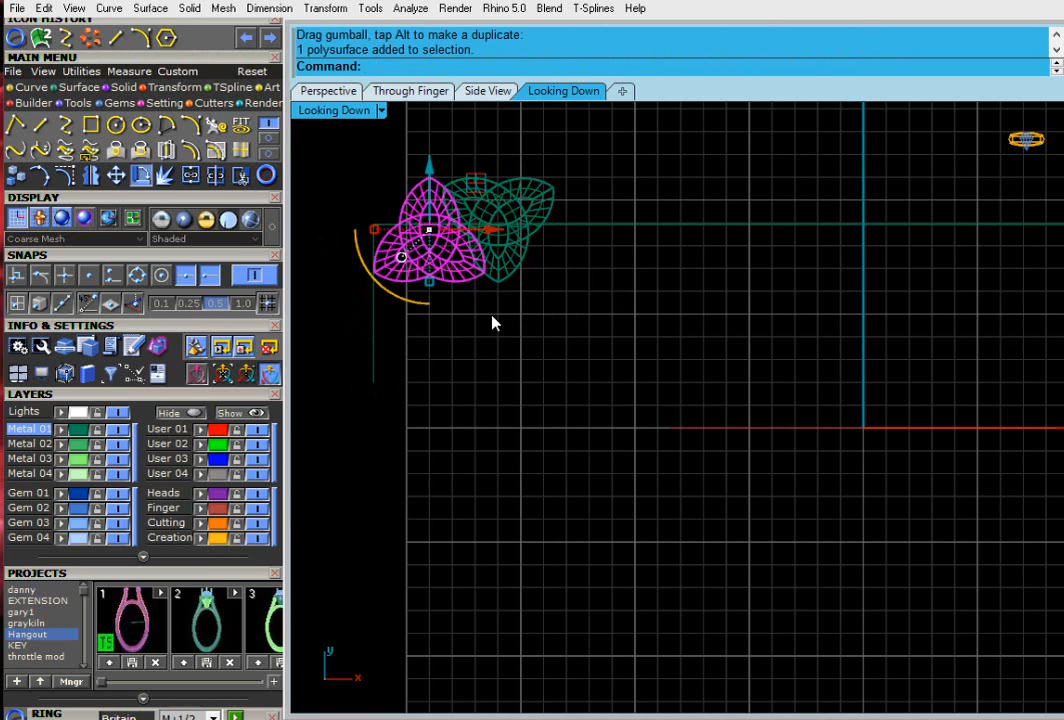 File Edit View Curve Surface Solid Mesh Dimension Transform Tools Analyze Render Rhino 5.0 Blend T-Splines Help
ICON HISTORY
Drag gumball, tap Alt to make a duplicate:
1 polysurface added to selection.
Command:
MAIN MENU
File View Utilities Measure Custom Reset
Curve Surface Solid Transform TSpline Art
Builder Tools Gems Setting Cutters Render
Perspective Through Finger Side View Looking Down
Looking Down
FIT
DISPLAY
Coarse Mesh Shaded
SNAPS
0.1 0.25 0.5 1.0
INFO & SETTINGS
LAYERS
Lights Hide Show
Metal 01 User 01
Metal 02 User 02
Metal 03 User 03
Metal 04 User 04
Gem 01 Heads
Gem 02 Finger
Gem 03 Cutting
Gem 04 Creation
PROJECTS
danny
EXTENSION
gary1
graykiln
Hangout
KEY
throttle mod
1 2 3
TS
Mngr
RING
Britain M+1/2
y
x